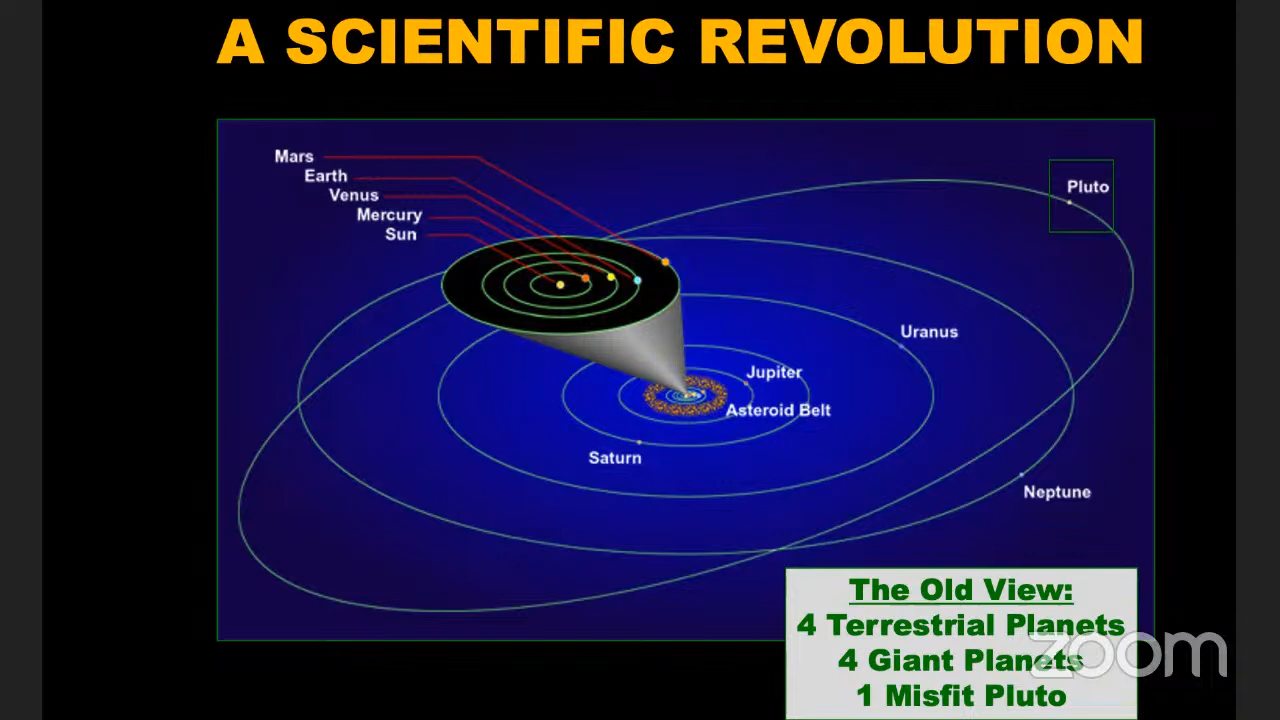 A SCIENTIFIC REVOLUTION
Mars
Earth
Venus
Mercury
Sun
Pluto
Uranus
Jupiter
Asteroid Belt
Saturn
Neptune
The Old View:
4 Terrestrial Planets
4 Giant Planets
1 Misfit Pluto
zoom